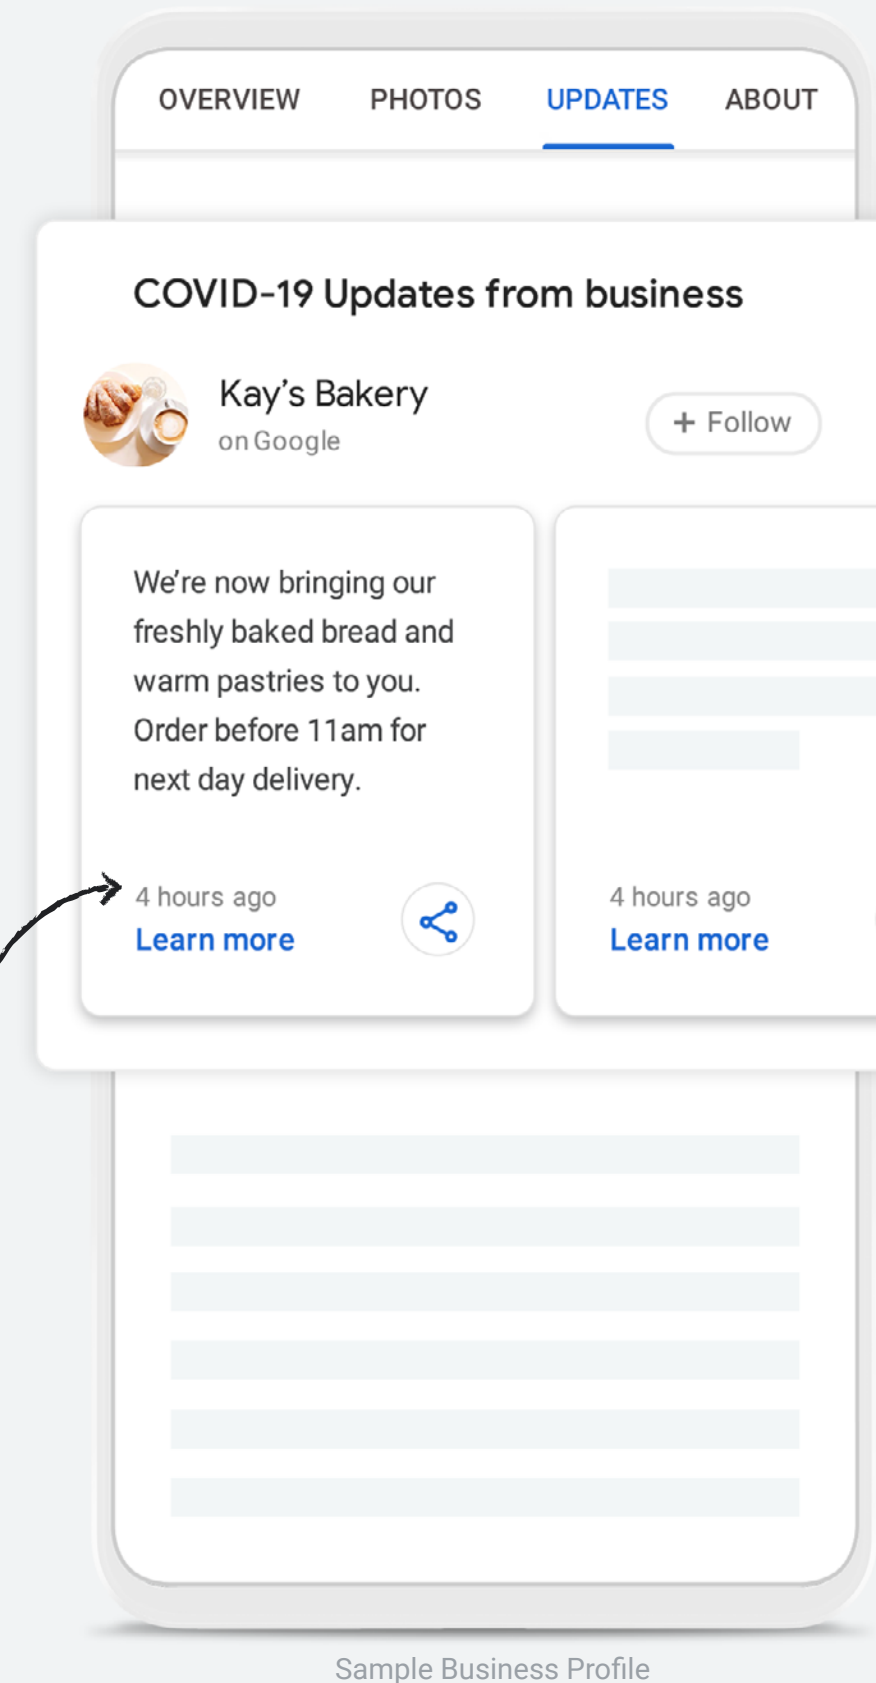 OVERVIEW PHOTOS UPDATES ABOUT
COVID-19 Updates from business
Kay's Bakery
on Google
+ Follow
We're now bringing our
freshly baked bread and
warm pastries to you.
Order before 11am for
next day delivery.
4 hours ago
Learn more
4 hours ago
Learn more
Sample Business Profile